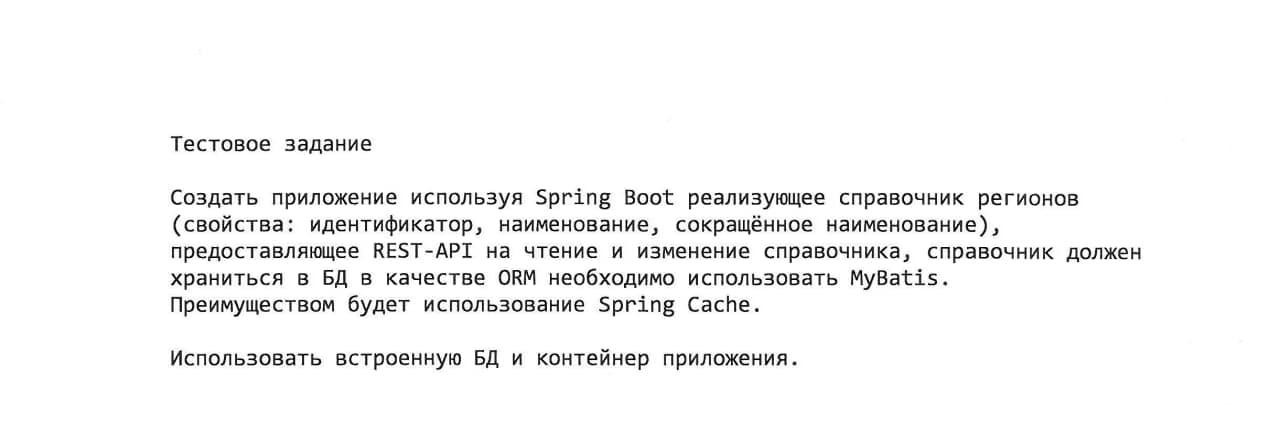 Тестовое задание
Создать приложение используя Spring Boot реализующее справочник регионов
(свойства: идентификатор, наименование, сокращённое наименование),
предоставляющее REST-API на чтение и изменение справочника, справочник должен
храниться в БД в качестве ORM необходимо использовать MyBatis.
Преимуществом будет использование Spring Cache.
Использовать встроенную БД и контейнер приложения.